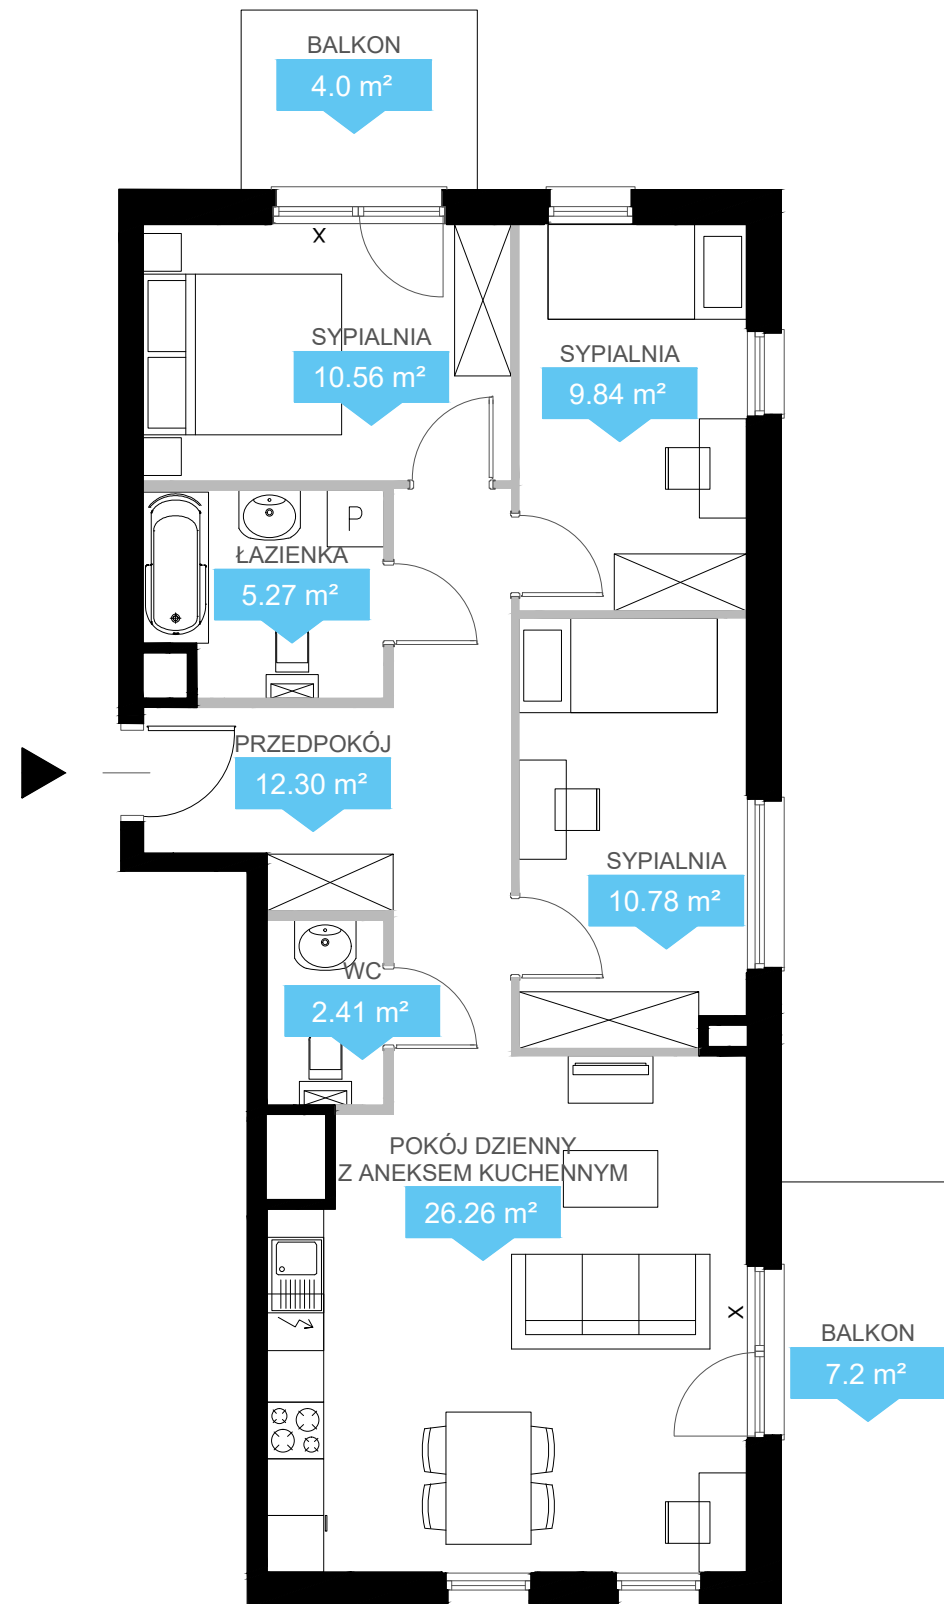 BALKON
4.0 m²
X
SYPIALNIA
10.56 m²
SYPIALNIA
9.84 m²
P
ŁAZIENKA
5.27 m²
PRZEDPOKÓJ
12.30 m²
SYPIALNIA
10.78 m²
WC
2.41 m²
POKÓJ DZIENNY
Z ANEKSEM KUCHENNYM
26.26 m²
X
BALKON
7.2 m²